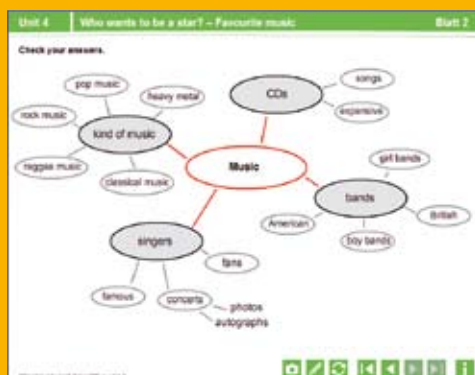 Unit 4 Who wants to be a star? – Favourite music Blatt 2
Check your answers.
pop music
rock music
heavy metal
kind of music
reggae music
classical music
CDs
songs
expensive
Music
girl bands
bands
American
British
boy bands
singers
fans
famous
concerts
photos
autographs